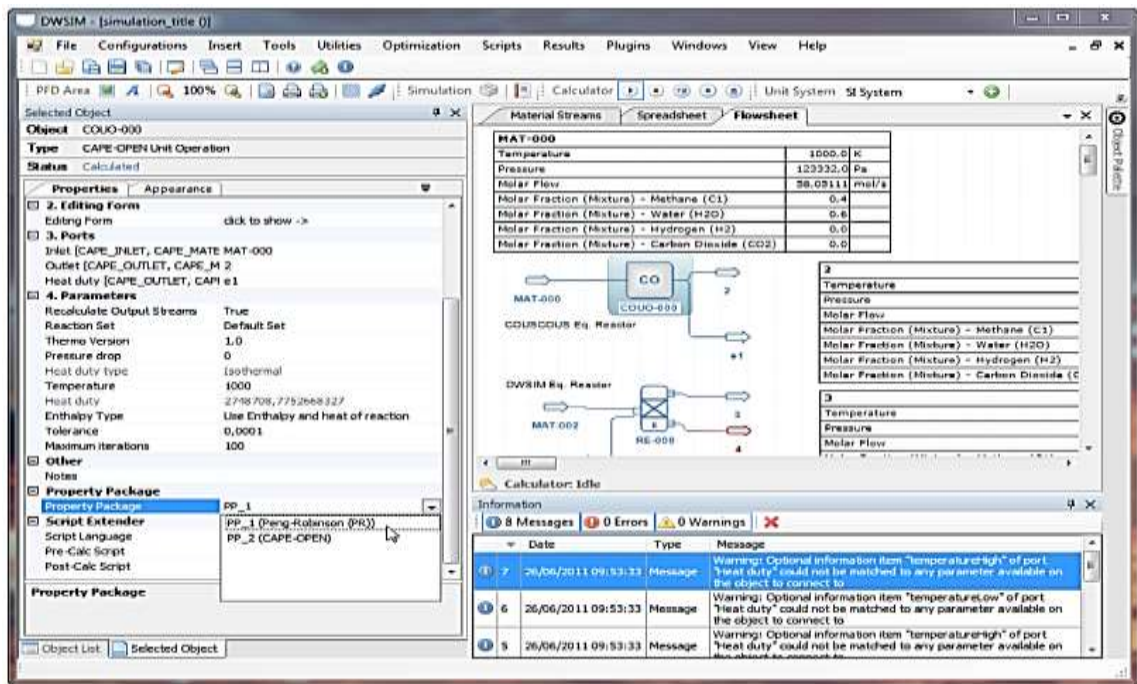 DWSIM - [simulation_title ()]
File Configurations Insert Tools Utilities Optimization Scripts Results Plugins Windows View Help
PFD Area A 100% Simulation Calculator Unit System SI System
Selected Object
Object COUO-000
Type CAPE-OPEN Unit Operation
Status Calculated
Properties Appearance
2. Editing Form
Editing Form click to show ->
3. Ports
Inlet [CAPE_INLET, CAPE_MATE MAT-000
Outlet [CAPE_OUTLET, CAPE_M 2
Heat duty [CAPE_OUTLET, CAPI e1
4. Parameters
Recalculate Output Streams True
Reaction Set Default Set
Thermo Version 1.0
Pressure drop 0
Heat duty type Isothermal
Temperature 1000
Heat duty 2748708,7752668327
Enthalpy Type Use Enthalpy and heat of reaction
Tolerance 0,0001
Maximum iterations 100
Other
Notes
Property Package
Property Package PP_1
PP_1 (Peng-Robinson (PR))
PP_2 (CAPE-OPEN)
Script Extender
Script Language
Pre-Calc Script
Post-Calc Script
Property Package
Object List Selected Object
Material Streams Spreadsheet Flowsheet
Object Palette
MAT-000
Temperature 1000.0 K
Pressure 123332.0 Pa
Molar Flow mol/s
Molar Fraction (Mixture) - Methane (C1) 0.4
Molar Fraction (Mixture) - Water (H2O) 0.6
Molar Fraction (Mixture) - Hydrogen (H2) 0.0
Molar Fraction (Mixture) - Carbon Dioxide (CO2) 0.0
CO
MAT-000
COUO-000
2
COUSCOUS Eq. Reactor
e1
2
Temperature
Pressure
Molar Flow
Molar Fraction (Mixture) - Methane (C1)
Molar Fraction (Mixture) - Water (H2O)
Molar Fraction (Mixture) - Hydrogen (H2)
Molar Fraction (Mixture) - Carbon Dioxide (C
DWSIM Eq. Reactor
MAT-002
E
RE-008
3
4
3
Temperature
Pressure
Molar Flow
Calculator: Idle
Information
8 Messages 0 Errors 0 Warnings
Date Type Message
7 26/06/2011 09:53:33 Message Warning: Optional information item "temperatureHigh" of port
"Heat duty" could not be matched to any parameter available on
the object to connect to
6 26/06/2011 09:53:33 Message Warning: Optional information item "temperatureLow" of port
"Heat duty" could not be matched to any parameter available on
the object to connect to
5 26/06/2011 09:53:33 Message Warning: Optional information item "temperatureHigh" of port
"Heat duty" could not be matched to any parameter available on